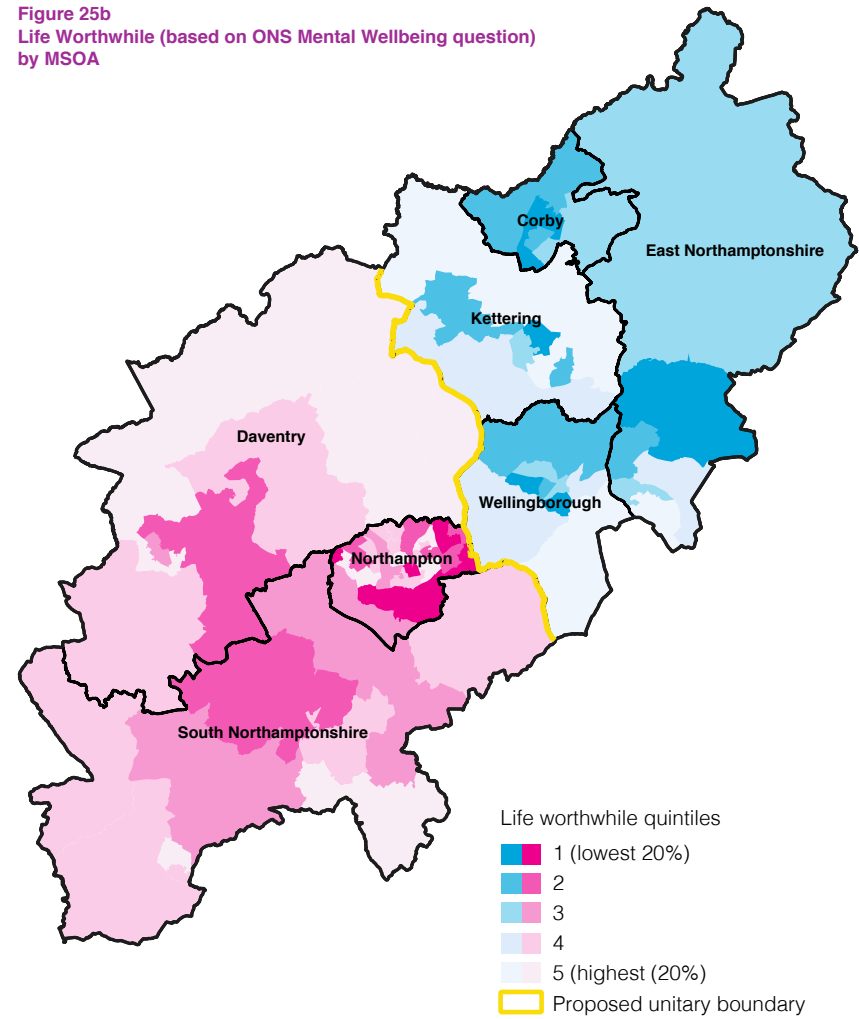 Figure 25b
Life Worthwhile (based on ONS Mental Wellbeing question)
by MSOA
Corby
East Northamptonshire
Kettering
Daventry
Wellingborough
Northampton
South Northamptonshire
Life worthwhile quintiles
1 (lowest 20%)
2
3
4
5 (highest (20%)
Proposed unitary boundary